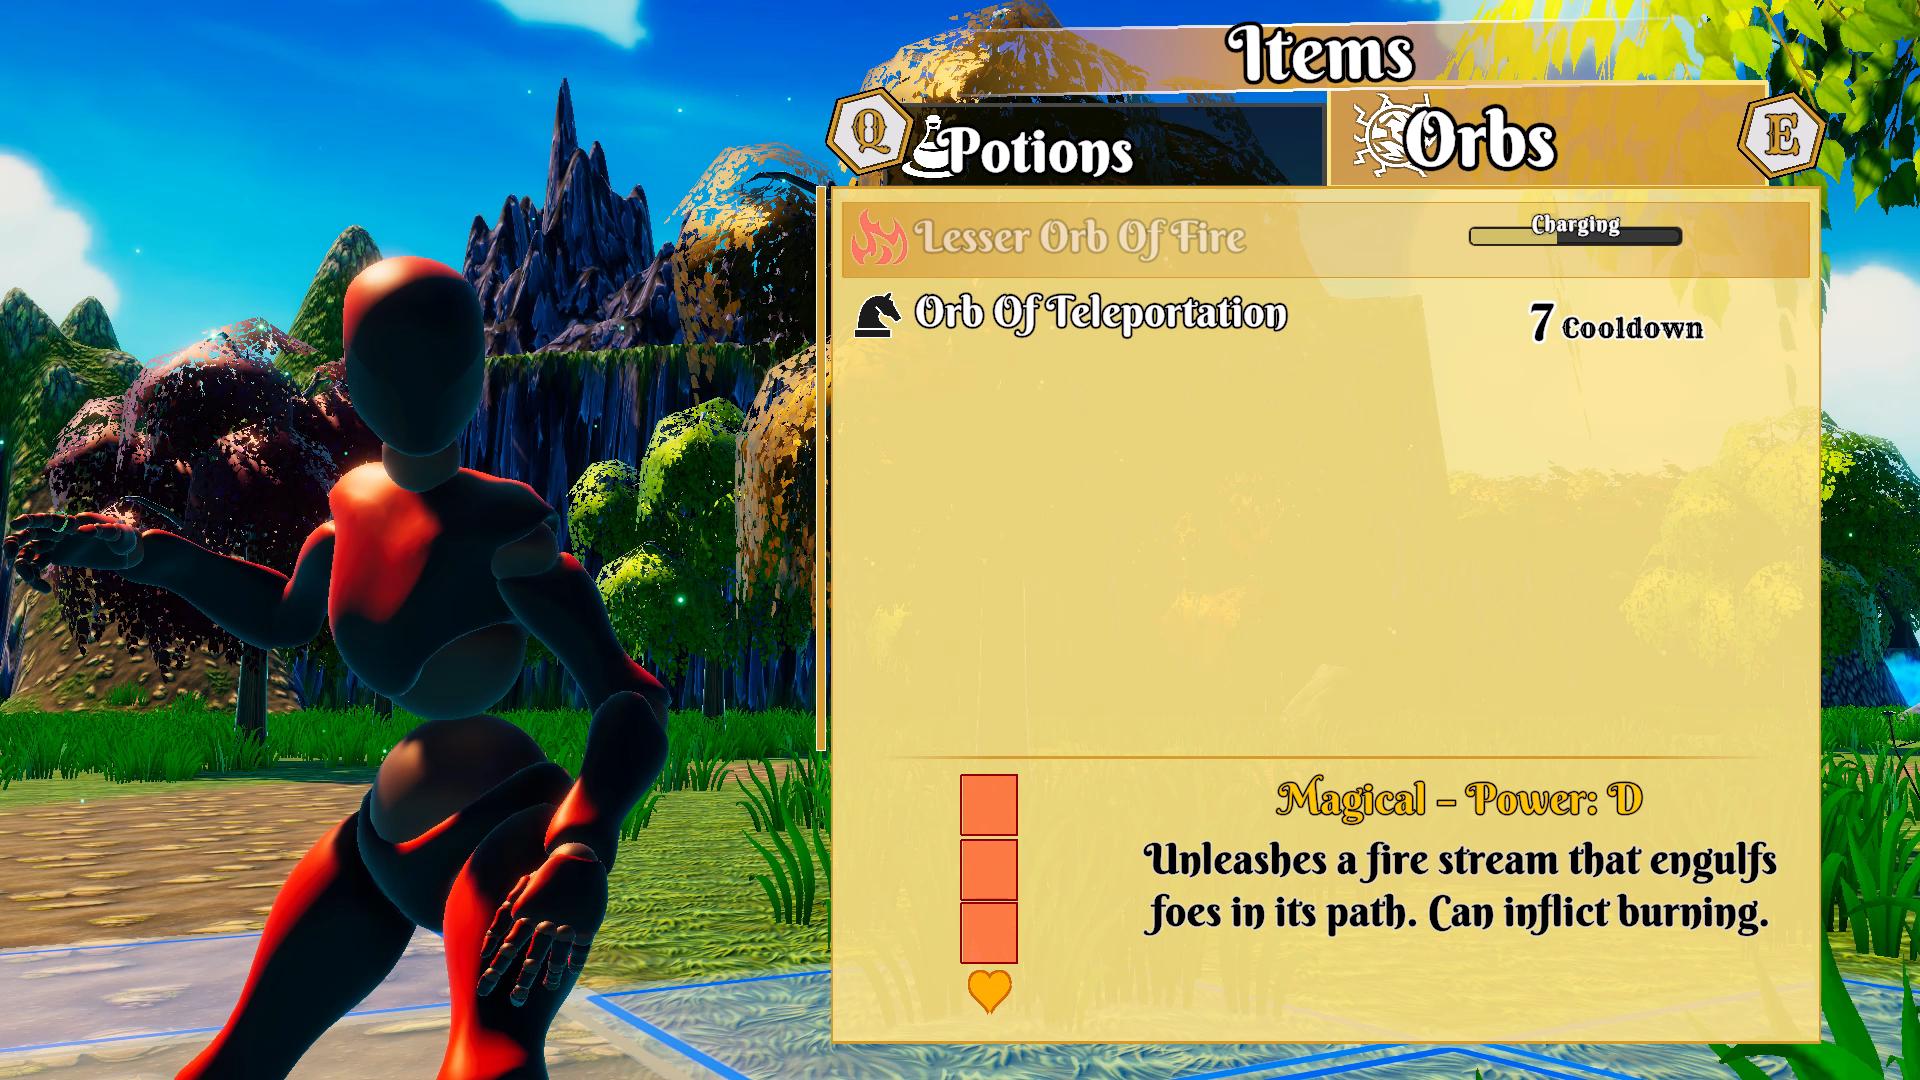 Items
Q
Potions
Orbs
E
Lesser Orb Of Fire
Charging
Orb Of Teleportation
7 Cooldown
Magical - Power: D
Unleashes a fire stream that engulfs
foes in its path. Can inflict burning.